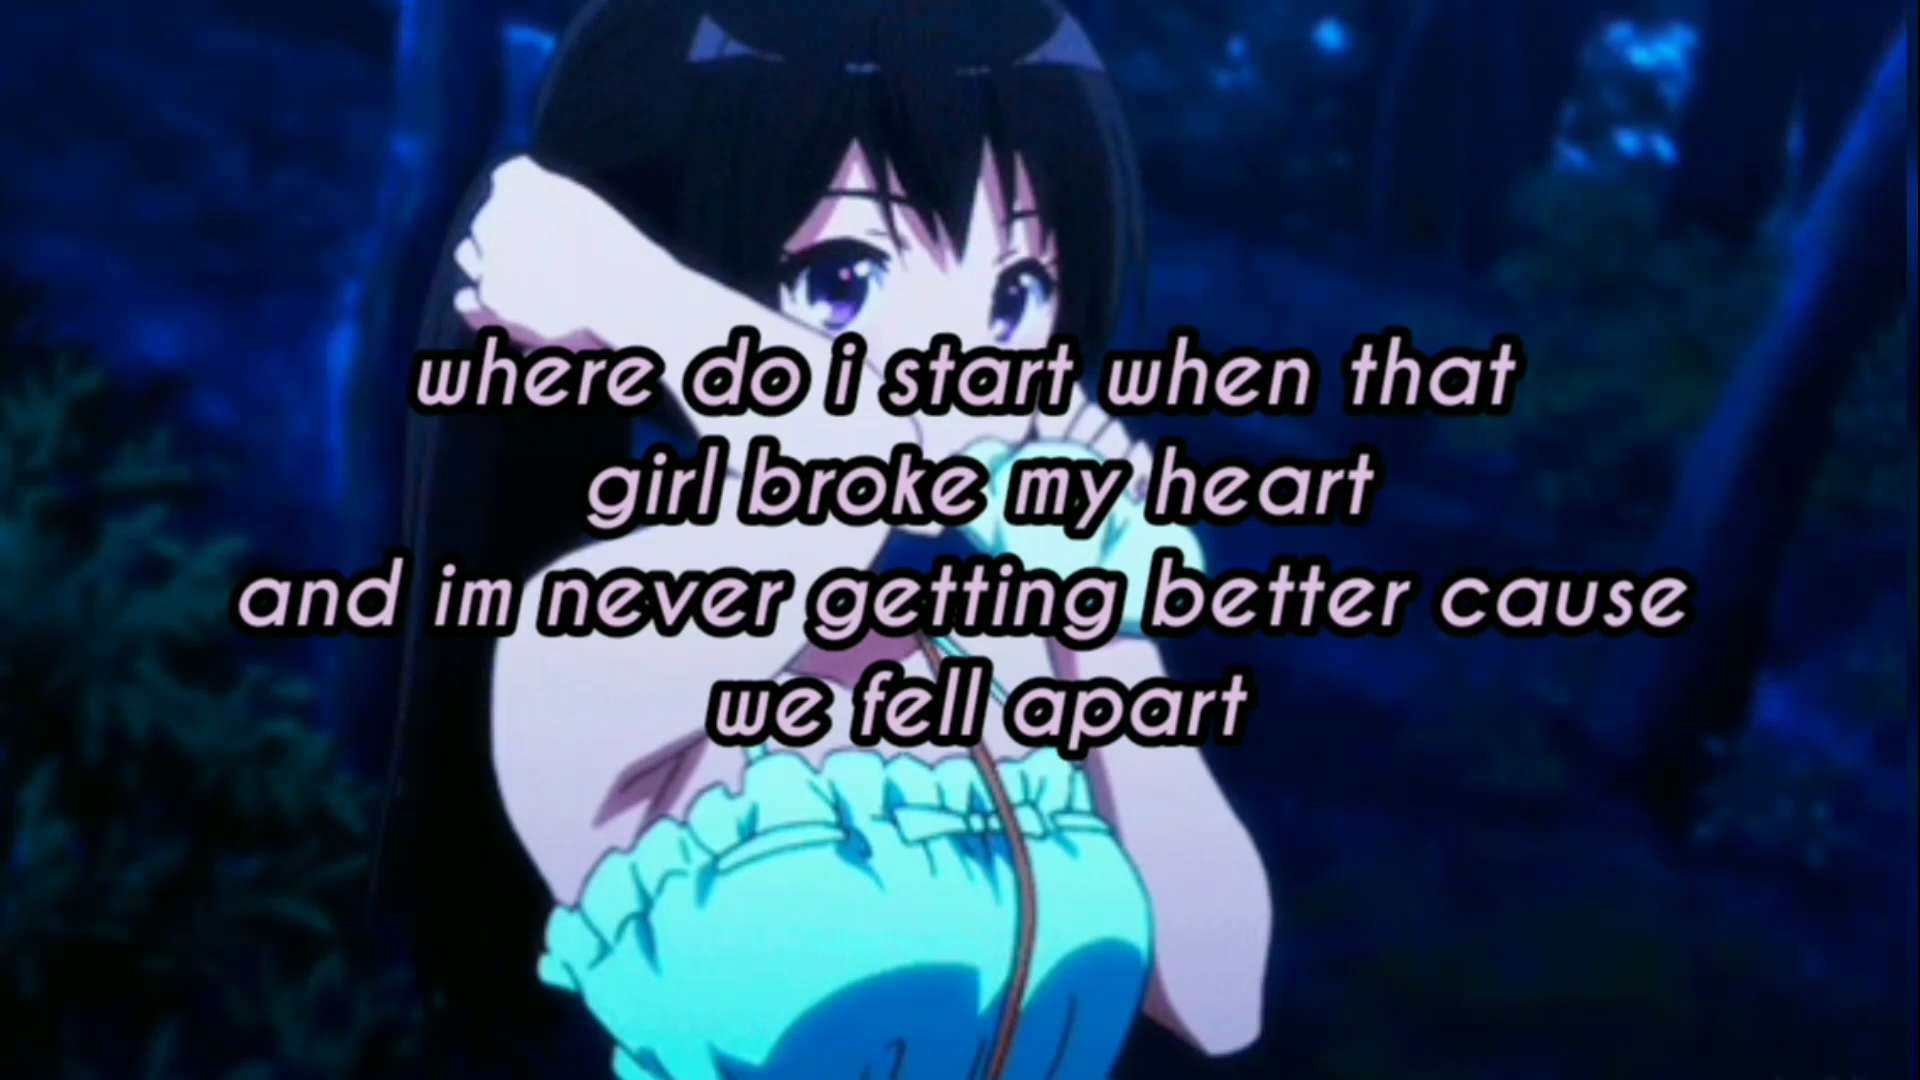 where do i start when that
girl broke my heart
and im never getting better cause
we fell apart